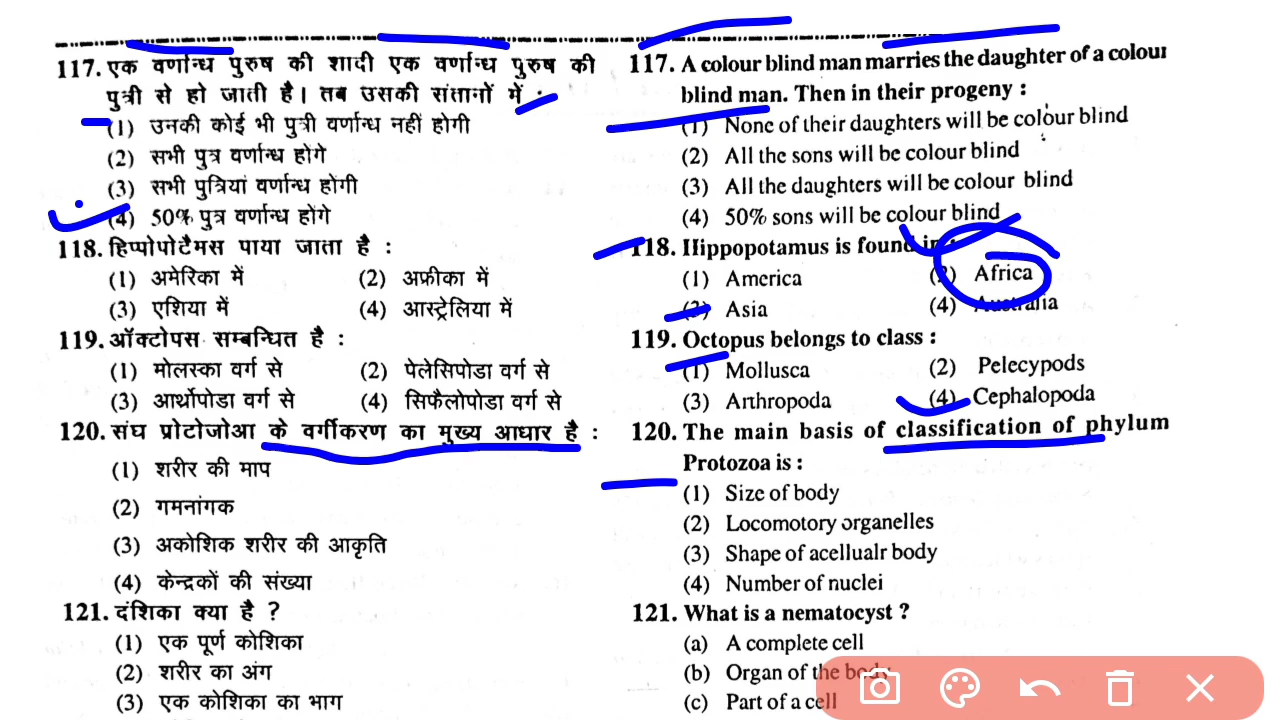 117. एक वर्णान्ध पुरुष की शादी एक वर्णान्ध पुरुष की
पुत्री से हो जाती है। तब उसकी संतानों में :
(1) उनकी कोई भी पुत्री वर्णान्ध नहीं होगी
(2) सभी पुत्र वर्णान्ध होंगे
(3) सभी पुत्रियां वर्णान्ध होंगी
(4) 50% पुत्र वर्णान्ध होंगे
118. हिप्पोपोटैमस पाया जाता है :
(1) अमेरिका में (2) अफ्रीका में
(3) एशिया में (4) आस्ट्रेलिया में
119. ऑक्टोपस सम्बन्धित है :
(1) मोलस्का वर्ग से (2) पेलेसिपोडा वर्ग से
(3) आर्थोपोडा वर्ग से (4) सिफैलोपोडा वर्ग से
120. संघ प्रोटोजोआ के वर्गीकरण का मुख्य आधार है :
(1) शरीर की माप
(2) गमनांगक
(3) अकोशिक शरीर की आकृति
(4) केन्द्रकों की संख्या
121. दंशिका क्या है ?
(1) एक पूर्ण कोशिका
(2) शरीर का अंग
(3) एक कोशिका का भाग
117. A colour blind man marries the daughter of a colour
blind man. Then in their progeny :
(1) None of their daughters will be colour blind
(2) All the sons will be colour blind
(3) All the daughters will be colour blind
(4) 50% sons will be colour blind
118. Hippopotamus is found in :
(1) America (2) Africa
(3) Asia (4) Australia
119. Octopus belongs to class :
(1) Mollusca (2) Pelecypods
(3) Arthropoda (4) Cephalopoda
120. The main basis of classification of phylum
Protozoa is :
(1) Size of body
(2) Locomotory organelles
(3) Shape of acellualr body
(4) Number of nuclei
121. What is a nematocyst ?
(a) A complete cell
(b) Organ of the body
(c) Part of a cell